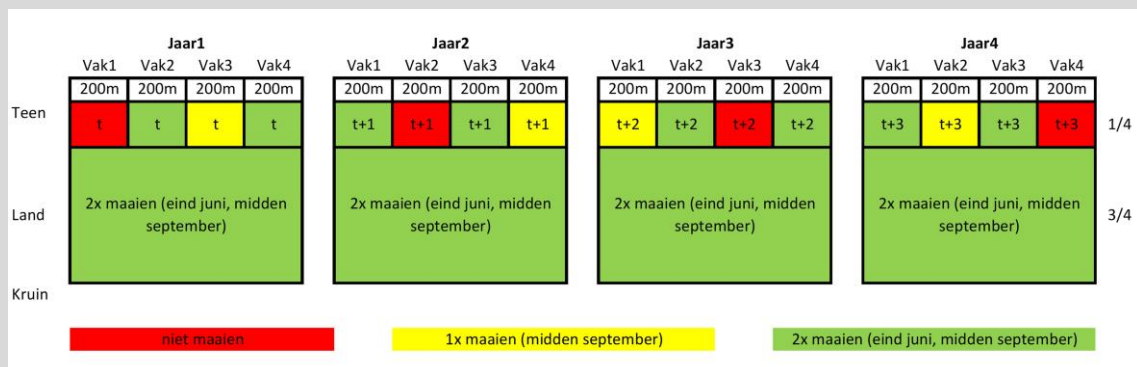 Jaar1 Jaar2 Jaar3 Jaar4
Vak1 Vak2 Vak3 Vak4 Vak1 Vak2 Vak3 Vak4 Vak1 Vak2 Vak3 Vak4 Vak1 Vak2 Vak3 Vak4
200m 200m 200m 200m 200m 200m 200m 200m 200m 200m 200m 200m 200m 200m 200m 200m
Teen t t t t t+1 t+1 t+1 t+1 t+2 t+2 t+2 t+2 t+3 t+3 t+3 t+3 1/4
2x maaien (eind juni, midden 2x maaien (eind juni, midden 2x maaien (eind juni, midden 2x maaien (eind juni, midden
Land september) september) september) september) 3/4
Kruin
niet maaien 1x maaien (midden september) 2x maaien (eind juni, midden september)